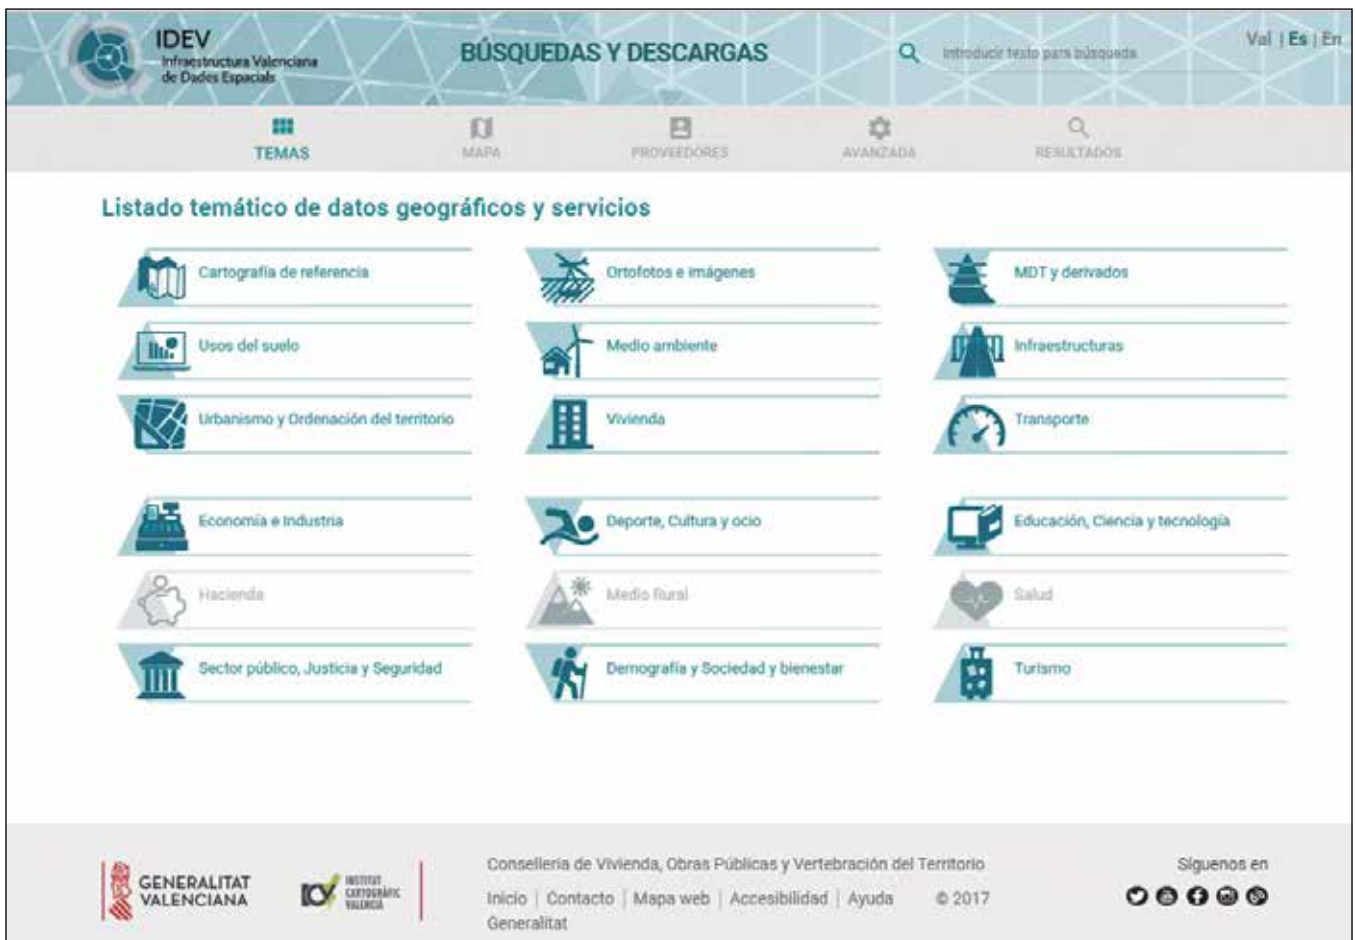 IDEV
Infraestructura Valenciana
de Dades Espacials
BÚSQUEDAS Y DESCARGAS
Introducir texto para búsqueda
Val | Es | En
TEMAS
MAPA
PROVEEDORES
AVANZADA
RESULTADOS
Listado temático de datos geográficos y servicios
Cartografía de referencia
Ortofotos e imágenes
MDT y derivados
Usos del suelo
Medio ambiente
Infraestructuras
Urbanismo y Ordenación del territorio
Vivienda
Transporte
Economía e Industria
Deporte, Cultura y ocio
Educación, Ciencia y tecnología
Hacienda
Medio Rural
Salud
Sector público, Justicia y Seguridad
Demografía y Sociedad y bienestar
Turismo
GENERALITAT
VALENCIANA
ICV
INSTITUT
CARTOGRÀFIC
VALENCIÀ
Conselleria de Vivienda, Obras Públicas y Vertebración del Territorio
Inicio | Contacto | Mapa web | Accesibilidad | Ayuda © 2017
Generalitat
Síguenos en